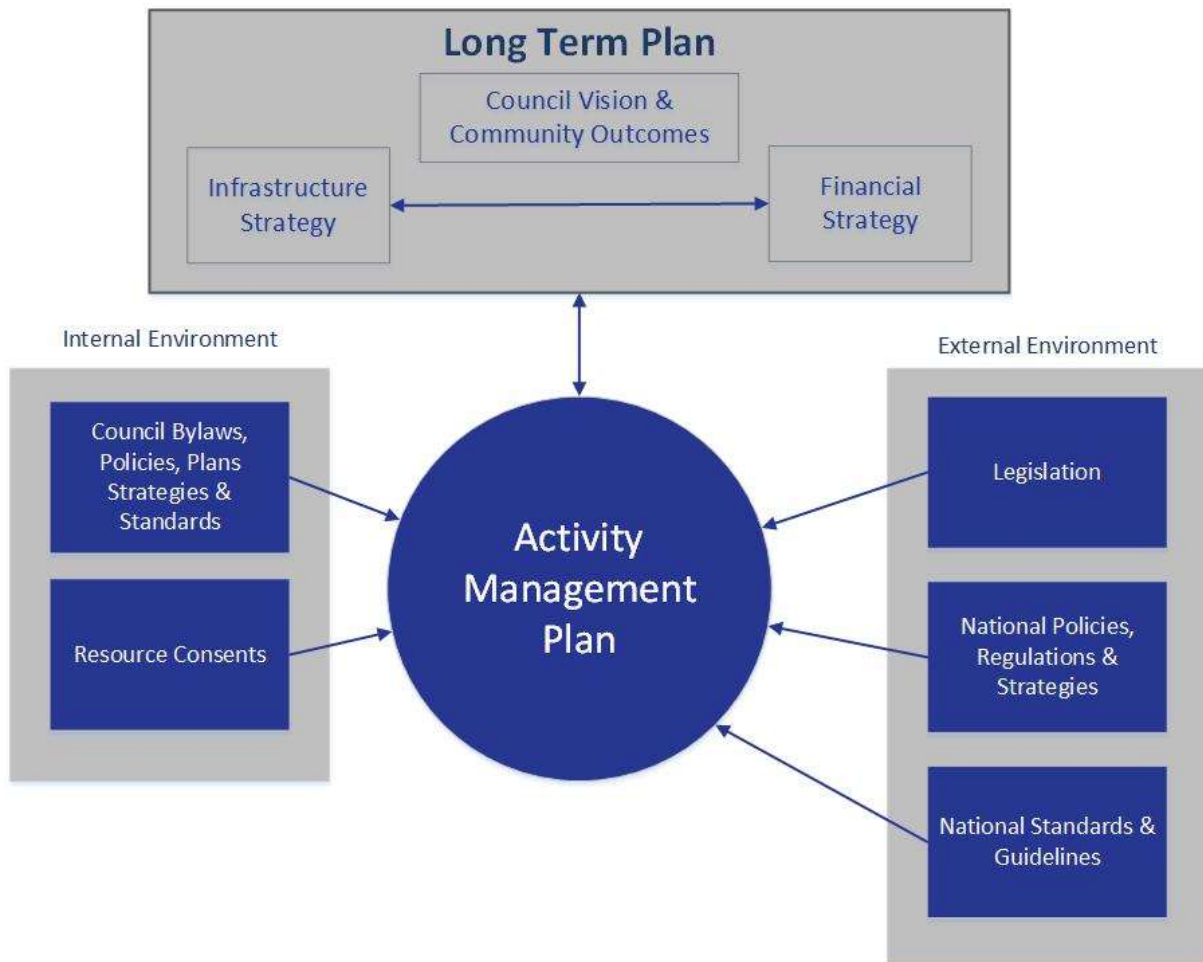 Long Term Plan
Council Vision &
Community Outcomes
Infrastructure
Strategy
Financial
Strategy
Internal Environment
External Environment
Council Bylaws,
Policies, Plans
Strategies &
Standards
Resource Consents
Activity
Management
Plan
Legislation
National Policies,
Regulations &
Strategies
National Standards &
Guidelines